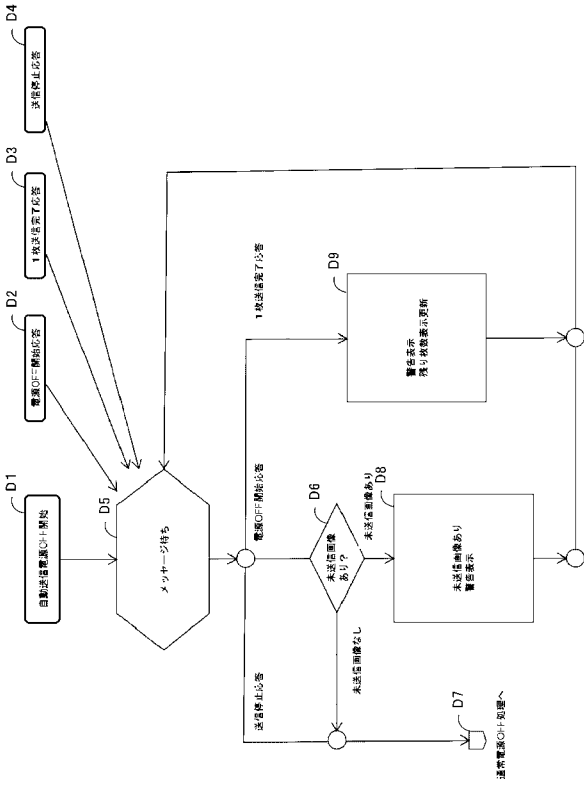 D1
自動送信電源OFF開始
D2
電源OFF開始応答
D3
1枚送信完了応答
D4
送信停止応答
D5
メッセージ待ち
送信停止応答
電源OFF開始応答
1枚送信完了応答
D6
未送信画像
あり?
未送信画像なし
未送信画像あり
D7
通常電源OFF処理へ
D8
未送信画像あり
警告表示
D9
警告表示
残り枚数表示更新